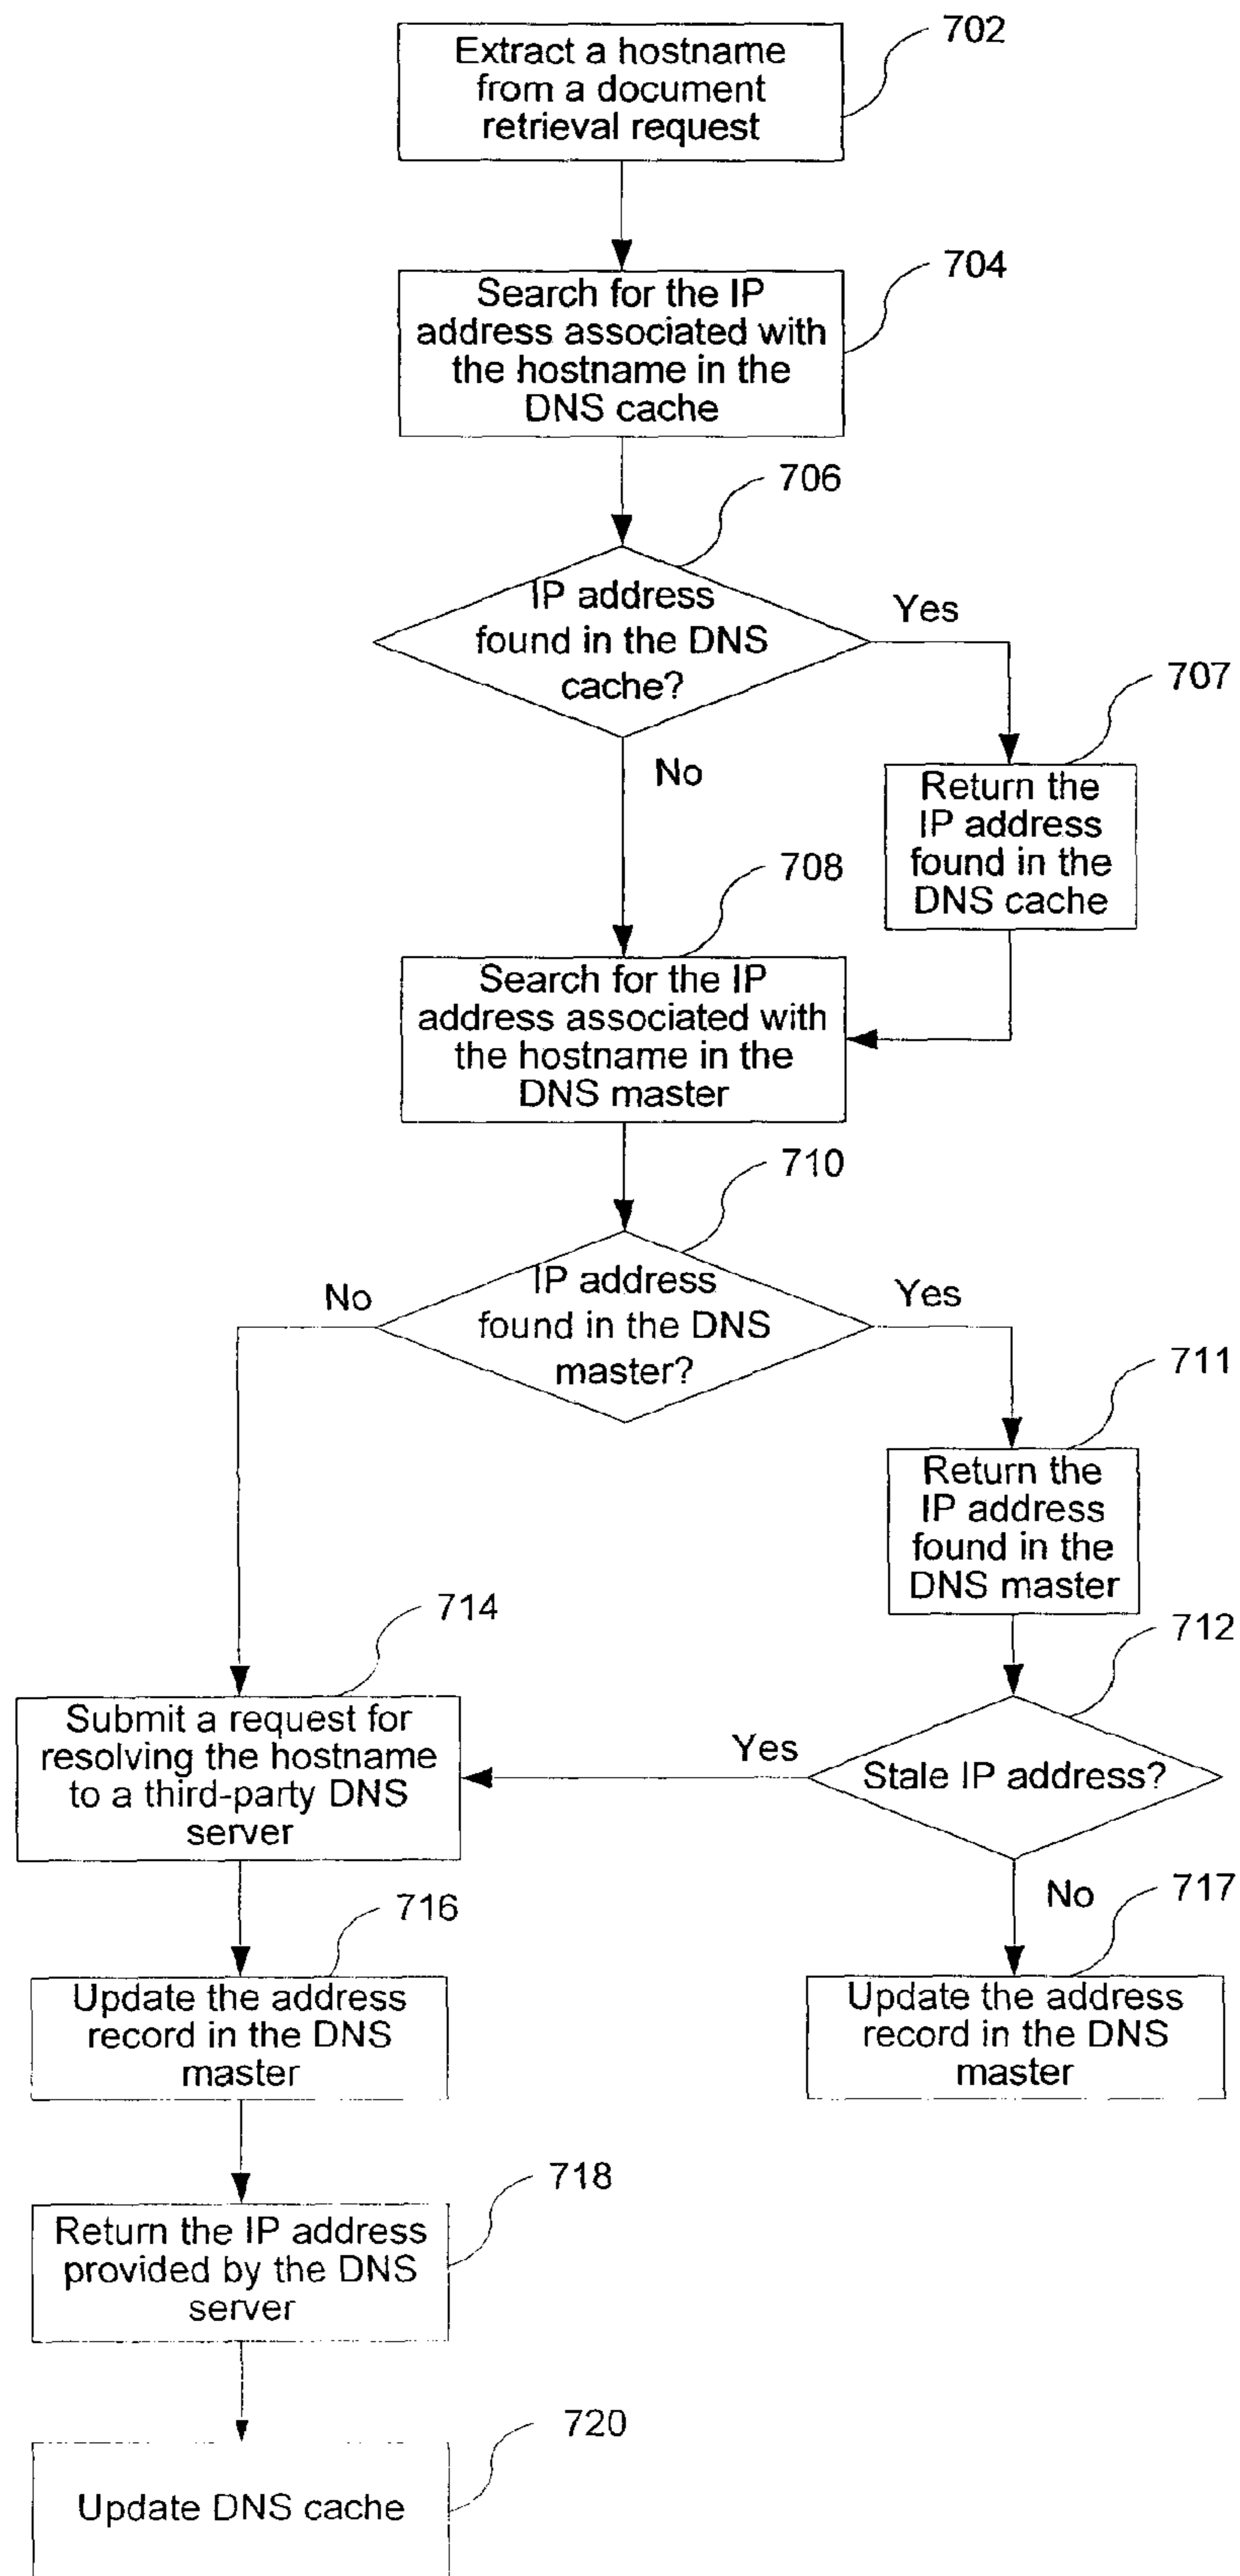 702
Extract a hostname
from a document
retrieval request
704
Search for the IP
address associated with
the hostname in the
DNS cache
706
IP address
found in the DNS
cache?
Yes
No
707
Return the
IP address
found in the
DNS cache
708
Search for the IP
address associated with
the hostname in the
DNS master
710
IP address
found in the DNS
master?
No
Yes
711
Return the
IP address
found in the
DNS master
714
Submit a request for
resolving the hostname
to a third-party DNS
server
712
Stale IP address?
Yes
No
716
Update the address
record in the DNS
master
717
Update the address
record in the DNS
master
718
Return the IP address
provided by the DNS
server
720
Update DNS cache